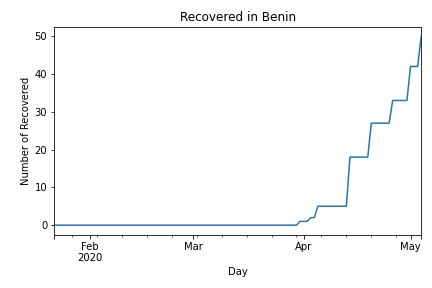 Recovered in Benin
50
40
30
20
10
0
Number of Recovered
Feb
2020
Mar
Apr
May
Day